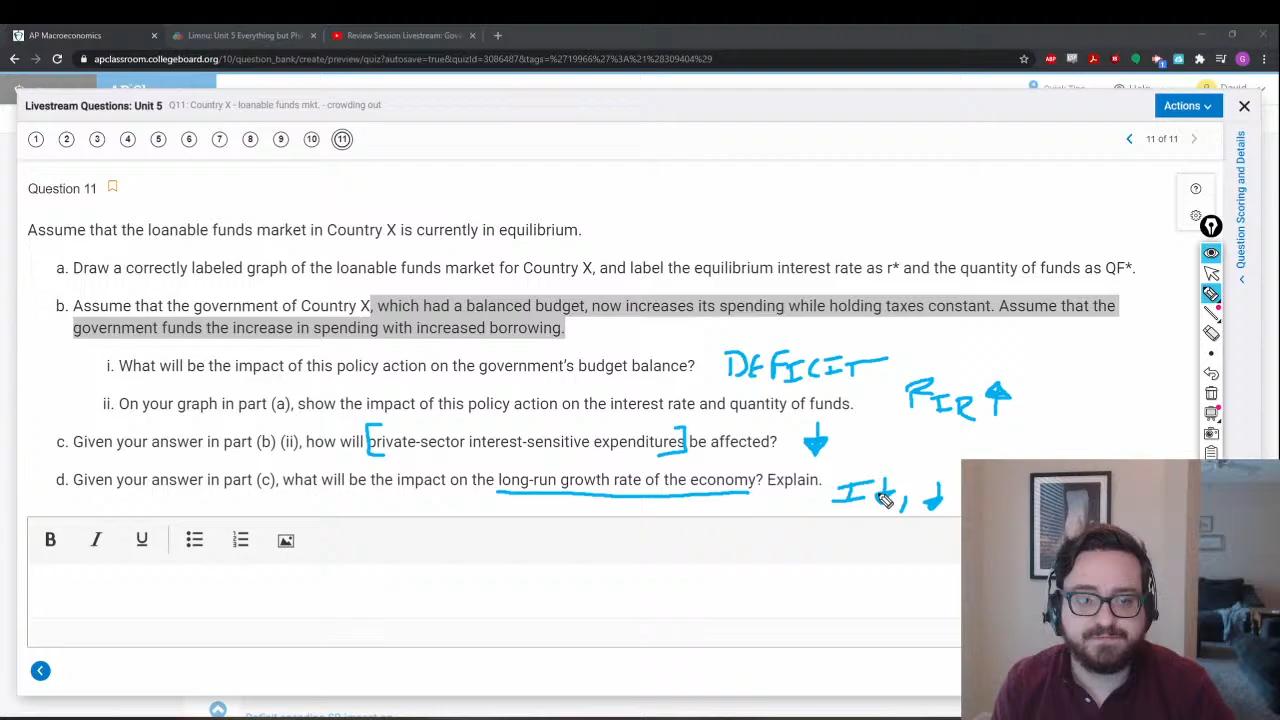 AP Macroeconomics
Limnu: Unit 5 Everything but Ph
Review Session Livestream: Gov
apclassroom.collegeboard.org/10/question_bank/create/preview/quiz?autosave=true&quizId=3086487&tags=%2719966%27%3A%1%28309404%29
Livestream Questions: Unit 5 Q11: Country X - loanable funds mkt. - crowding out
Actions
1 2 3 4 5 6 7 8 9 10 11
11 of 11
Question 11
Question Scoring and Details
Assume that the loanable funds market in Country X is currently in equilibrium.
a. Draw a correctly labeled graph of the loanable funds market for Country X, and label the equilibrium interest rate as r* and the quantity of funds as QF*.
b. Assume that the government of Country X, which had a balanced budget, now increases its spending while holding taxes constant. Assume that the
government funds the increase in spending with increased borrowing.
i. What will be the impact of this policy action on the government's budget balance? DEFICIT
ii. On your graph in part (a), show the impact of this policy action on the interest rate and quantity of funds. RIR ↑
c. Given your answer in part (b) (ii), how will [private-sector interest-sensitive expenditures] be affected? ↓
d. Given your answer in part (c), what will be the impact on the long-run growth rate of the economy? Explain. I↓, ↓
B I U